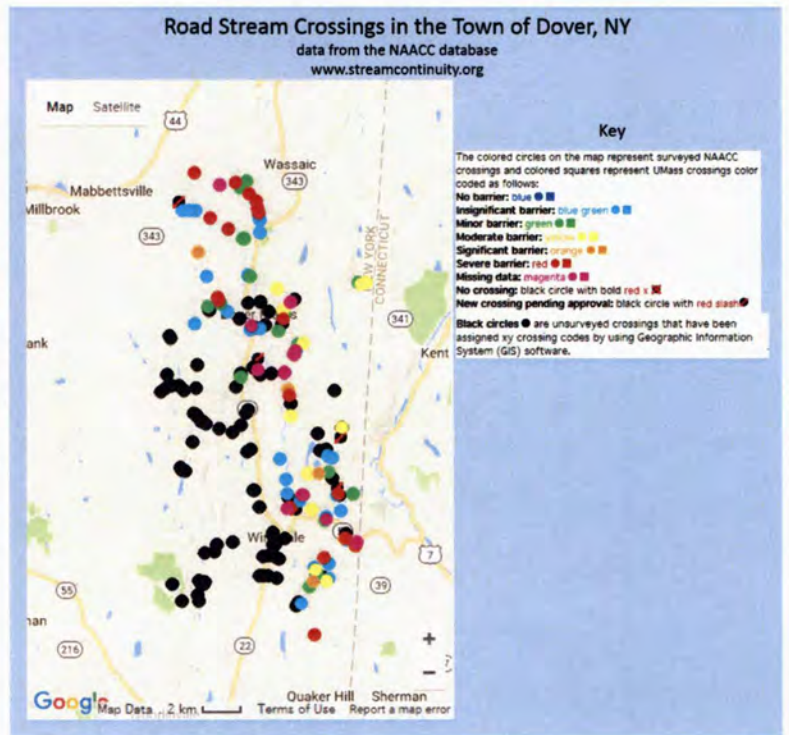 Road Stream Crossings in the Town of Dover, NY
data from the NAACC database
www.streamcontinuity.org
Map Satellite
44
Wassaic
343
Mabbettsville
Millbrook
343
NEW YORK
CONNECTICUT
341
Kent
7
39
55
216
22
+
−
Quaker Hill Sherman
Google Map Data 2 km Terms of Use Report a map error
Key
The colored circles on the map represent surveyed NAACC
crossings and colored squares represent UMass crossings color
coded as follows:
No barrier: blue
Insignificant barrier: blue green
Minor barrier: green
Moderate barrier: yellow
Significant barrier: orange
Severe barrier: red
Missing data: magenta
No crossing: black circle with bold red x
New crossing pending approval: black circle with red slash
Black circles are unsurveyed crossings that have been
assigned xy crossing codes by using Geographic Information
System (GIS) software.